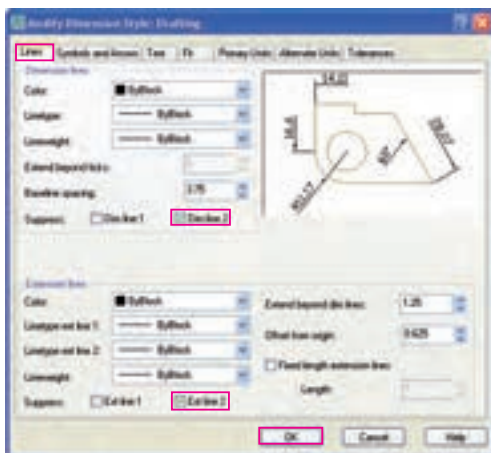 Modify Dimension Style: Drafting
Lines Symbols and Arrows Text Fit Primary Units Alternate Units Tolerances
Dimension lines
Color: ByBlock
Linetype: ByBlock
Lineweight: ByBlock
Extend beyond ticks:
Baseline spacing: 3.75
Suppress: Dim line 1 Dim line 2
Extension lines
Color: ByBlock
Linetype ext line 1: ByBlock
Linetype ext line 2: ByBlock
Lineweight: ByBlock
Suppress: Ext line 1 Ext line 2
Extend beyond dim lines: 1.25
Offset from origin: 0.625
Fixed length extension lines
Length:
OK Cancel Help